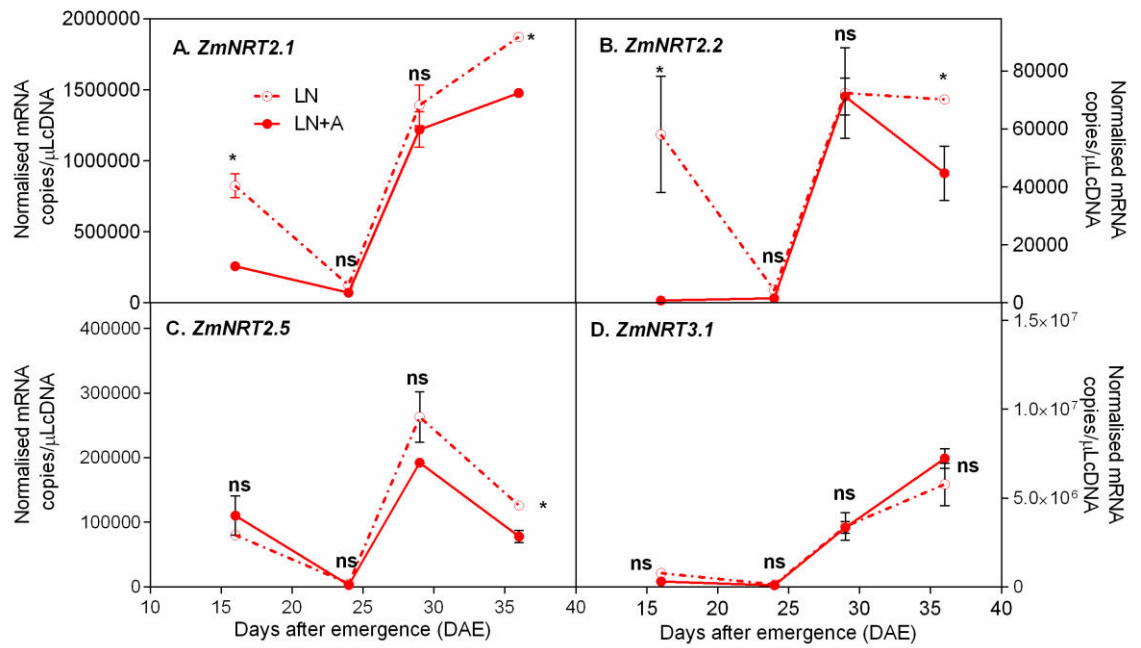 A. ZmNRT2.1
B. ZmNRT2.2
2000000
1500000
1000000
500000
0
Normalised mRNA
copies/μLcDNA
LN
LN+A
*
ns
ns
*
*
ns
ns
*
80000
60000
40000
20000
0
Normalised mRNA
copies/μLcDNA
C. ZmNRT2.5
D. ZmNRT3.1
400000
300000
200000
100000
0
Normalised mRNA
copies/μLcDNA
ns
ns
ns
*
ns
ns
ns
ns
1.5×10⁷
1.0×10⁷
5.0×10⁶
0
Normalised mRNA
copies/μLcDNA
10 15 20 25 30 35 40
15 20 25 30 35 40
Days after emergence (DAE)
Days after emergence (DAE)